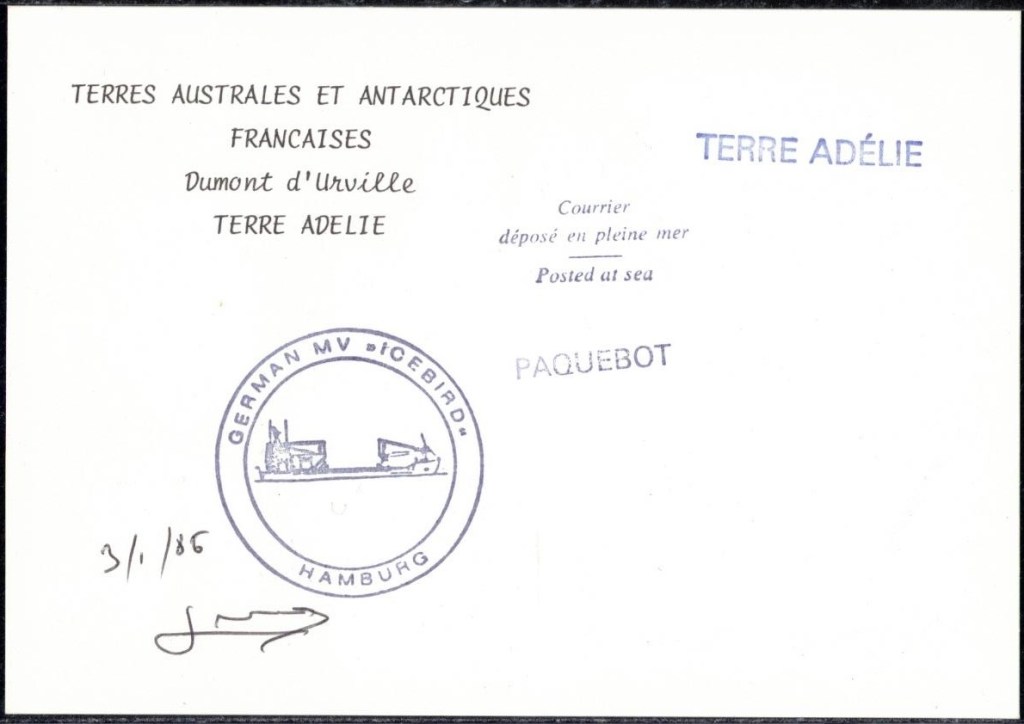 TERRES AUSTRALES ET ANTARCTIQUES
FRANCAISES
Dumont d'Urville
TERRE ADELIE
TERRE ADÉLIE
Courrier
déposé en pleine mer
Posted at sea
PAQUEBOT
GERMAN MV »ICEBIRD«
HAMBURG
3/1/86